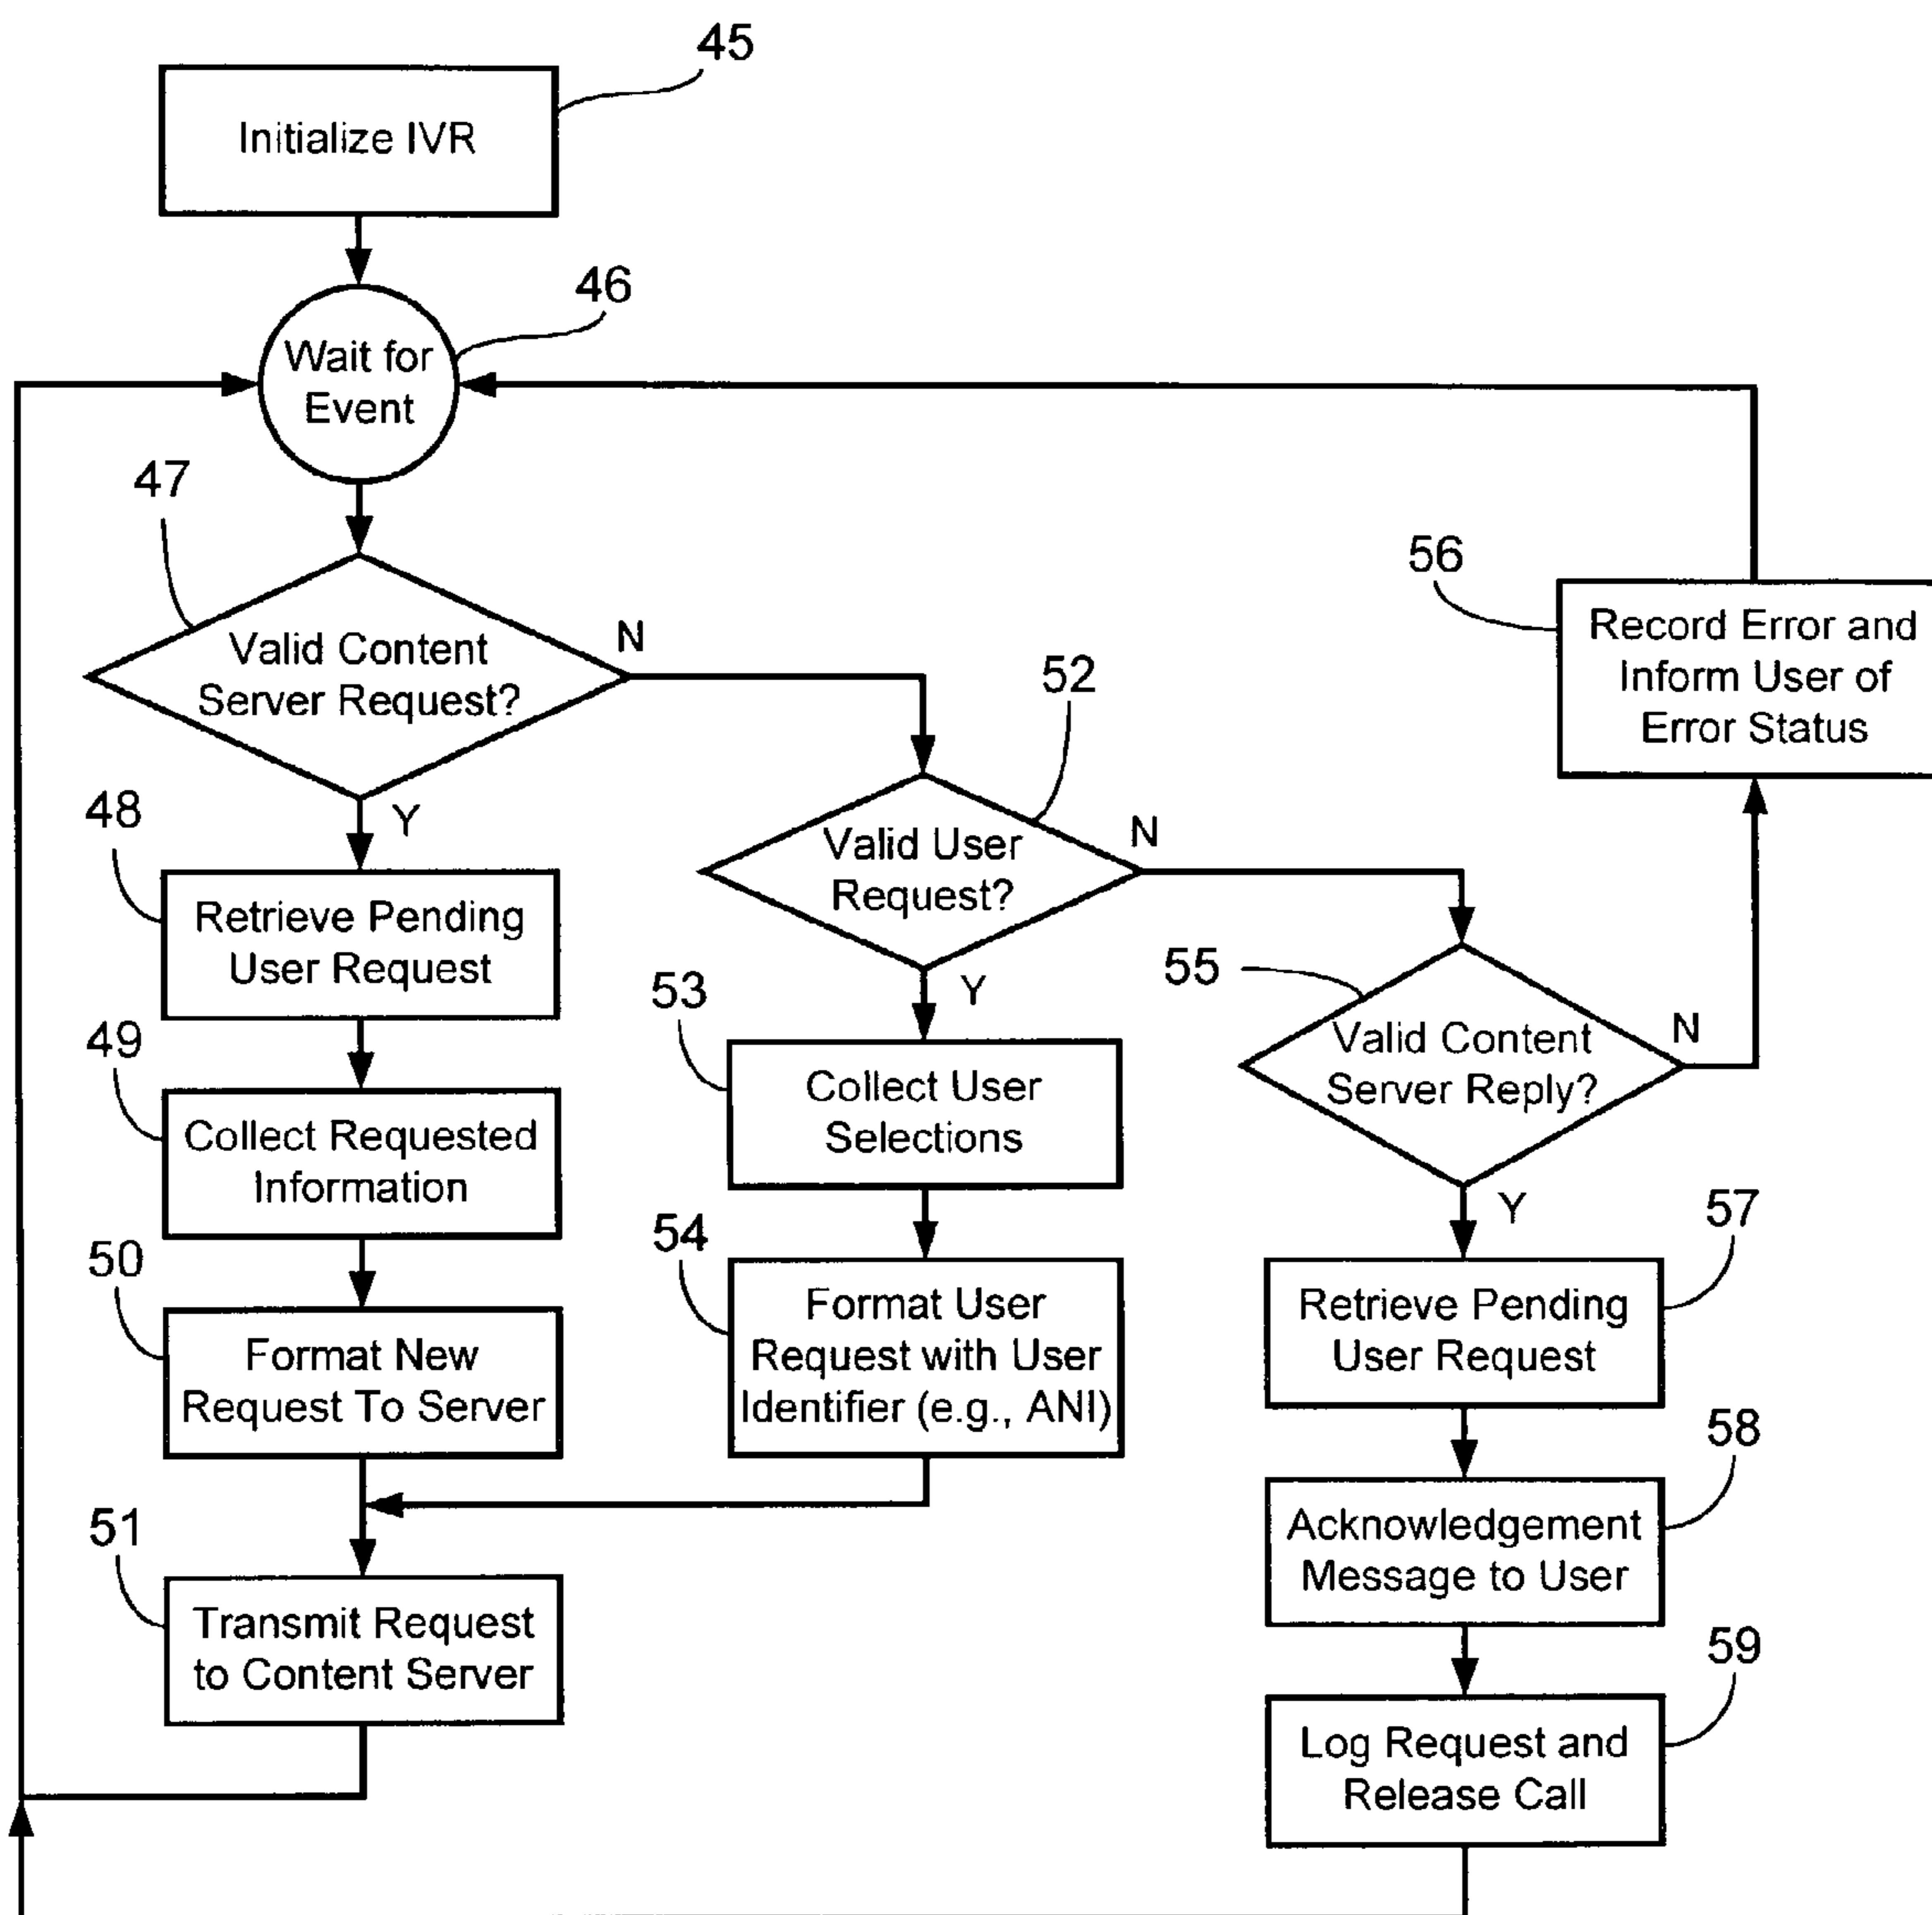 45
Initialize IVR
46
Wait for
Event
47
Valid Content
Server Request?
N
Y
52
Valid User
Request?
N
Y
56
Record Error and
Inform User of
Error Status
48
Retrieve Pending
User Request
49
Collect Requested
Information
50
Format New
Request To Server
51
Transmit Request
to Content Server
53
Collect User
Selections
54
Format User
Request with User
Identifier (e.g., ANI)
55
Valid Content
Server Reply?
N
Y
57
Retrieve Pending
User Request
58
Acknowledgement
Message to User
59
Log Request and
Release Call